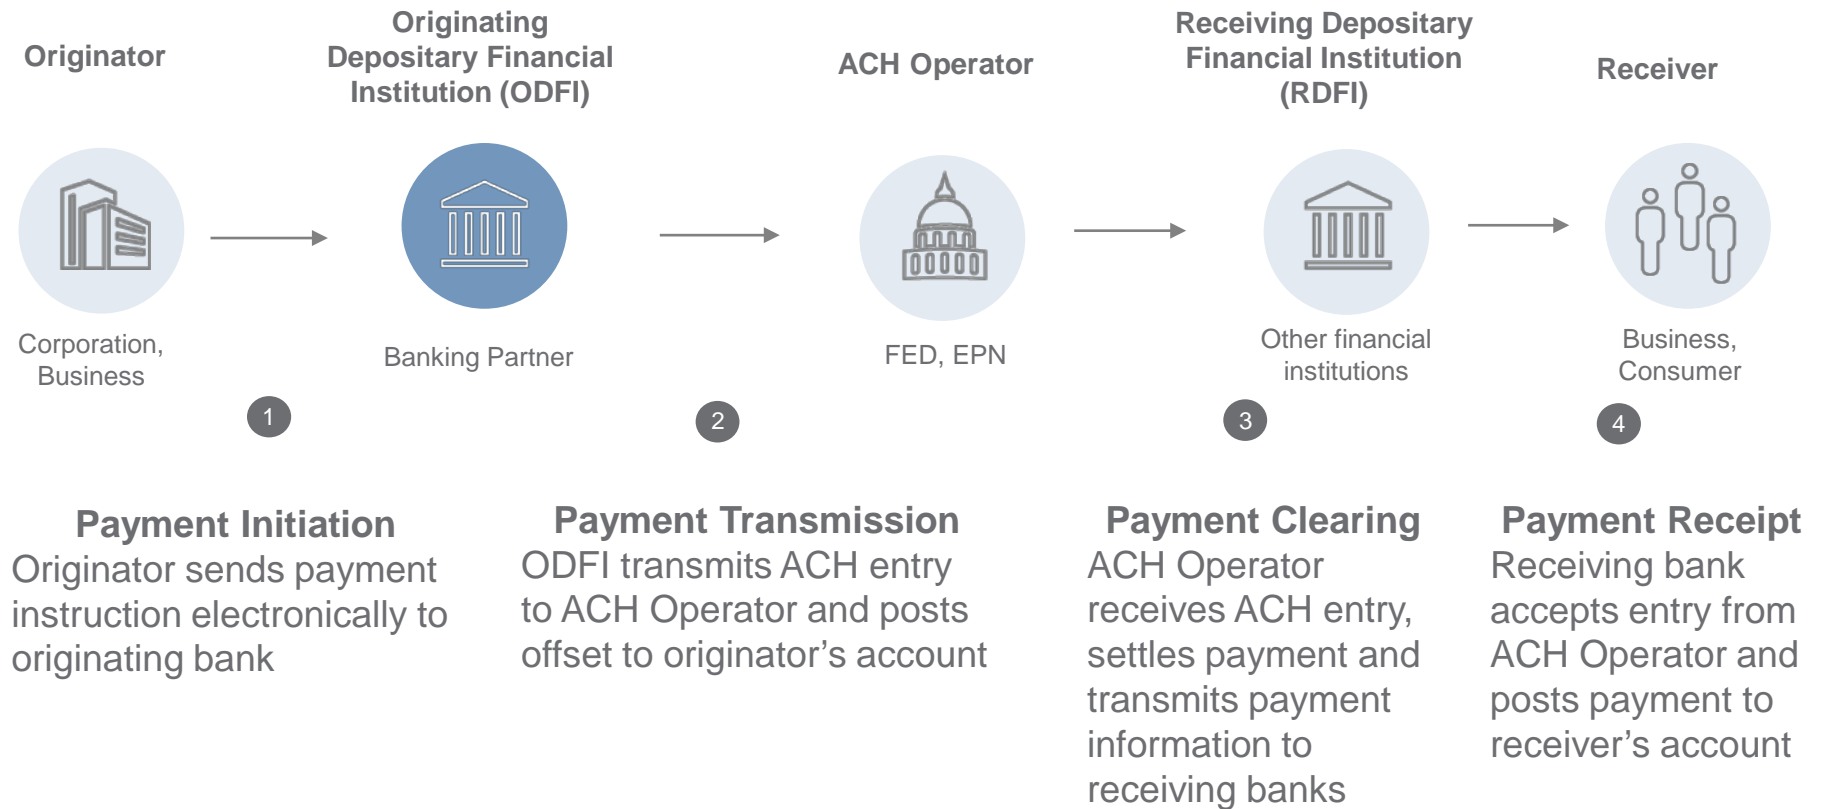 Originator
Originating
Depositary Financial
Institution (ODFI)
ACH Operator
Receiving Depositary
Financial Institution
(RDFI)
Receiver
Corporation,
Business
Banking Partner
FED, EPN
Other financial
institutions
Business,
Consumer
1
2
3
4
Payment Initiation
Originator sends payment
instruction electronically to
originating bank
Payment Transmission
ODFI transmits ACH entry
to ACH Operator and posts
offset to originator’s account
Payment Clearing
ACH Operator
receives ACH entry,
settles payment and
transmits payment
information to
receiving banks
Payment Receipt
Receiving bank
accepts entry from
ACH Operator and
posts payment to
receiver’s account